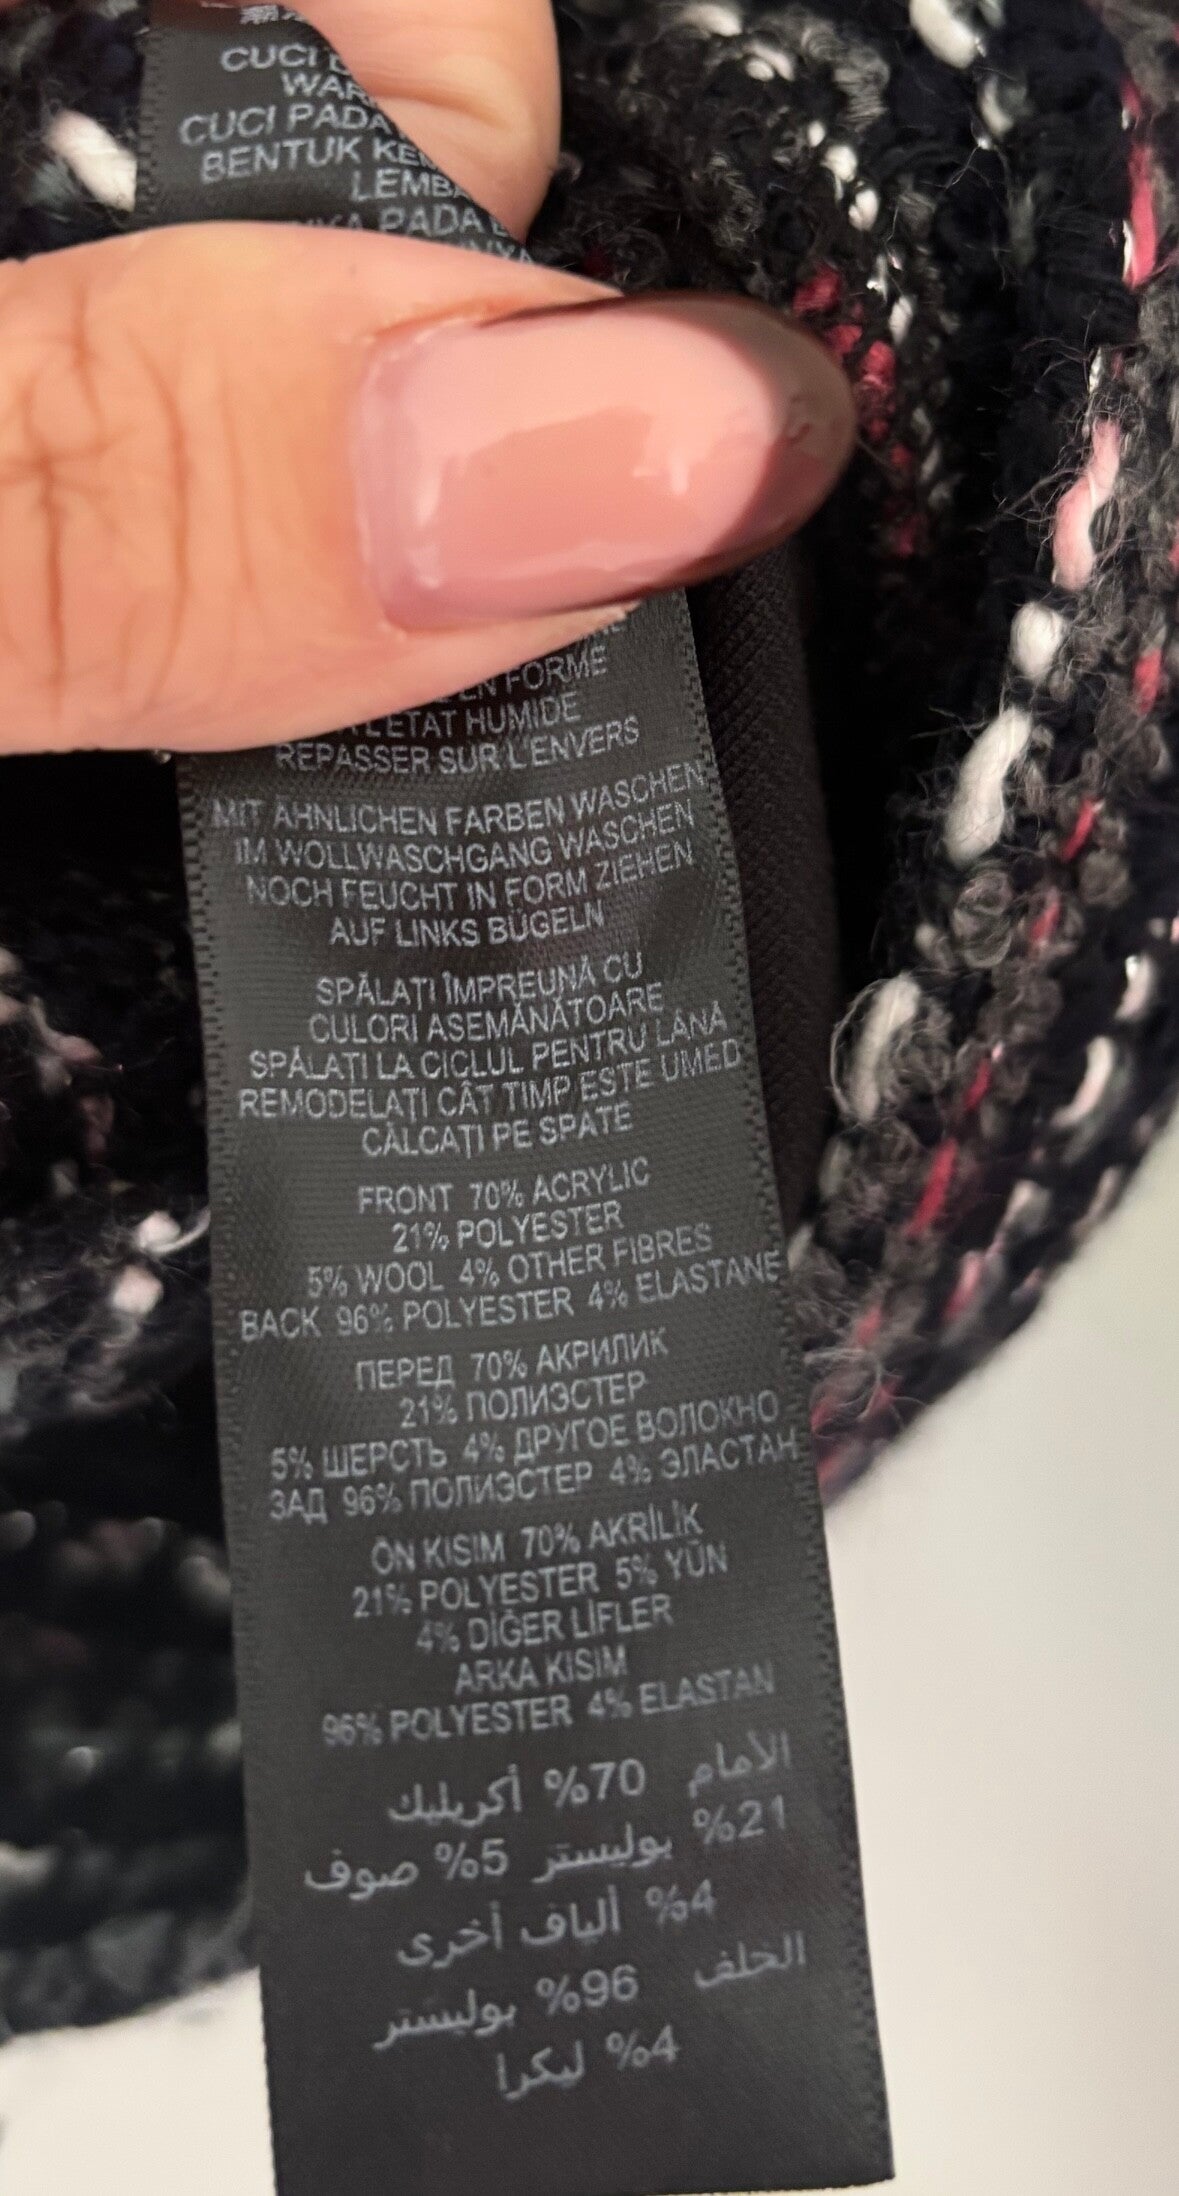 CUCI
CUCI PADA
BENTUK
PADA
EN FORME
HUMIDE
REPASSER SUR L'ENVERS
MIT ÄHNLICHEN FARBEN WASCHEN
IM WOLLWASCHGANG WASCHEN
NOCH FEUCHT IN FORM ZIEHEN
AUF LINKS BÜGELN
SPĂLAȚI ÎMPREUNĂ CU
CULORI ASEMĂNĂTOARE
SPĂLAȚI LA CICLUL PENTRU LÂNĂ
REMODELAȚI CÂT TIMP ESTE UMED
CĂLCAȚI PE SPATE
FRONT 70% ACRYLIC
21% POLYESTER
5% WOOL 4% OTHER FIBRES
BACK 96% POLYESTER 4% ELASTANE
ПЕРЕД 70% АКРИЛИК
21% ПОЛИЭСТЕР
5% ШЕРСТЬ 4% ДРУГОЕ ВОЛОКНО
ЗАД 96% ПОЛИЭСТЕР 4% ЭЛАСТАН
ÖN KISIM 70% AKRİLİK
21% POLYESTER 5% YÜN
4% DİĞER LİFLER
ARKA KISIM
96% POLYESTER 4% ELASTAN
الأمام 70% أكريليك
21% بوليستر 5% صوف
4% ألياف أخرى
الخلف 96% بوليستر
4% ليكرا